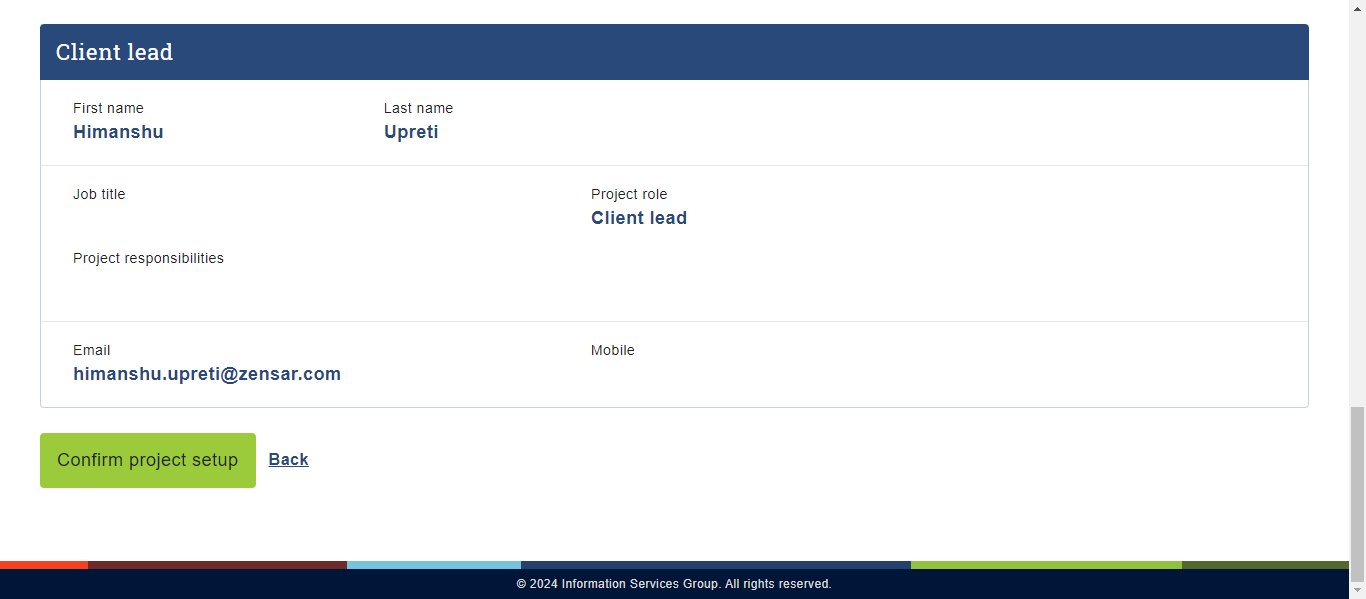 Client lead
First name Last name
Himanshu Upreti
Job title Project role
Client lead
Project responsibilities
Email Mobile
himanshu.upreti@zensar.com
Confirm project setup Back
© 2024 Information Services Group. All rights reserved.